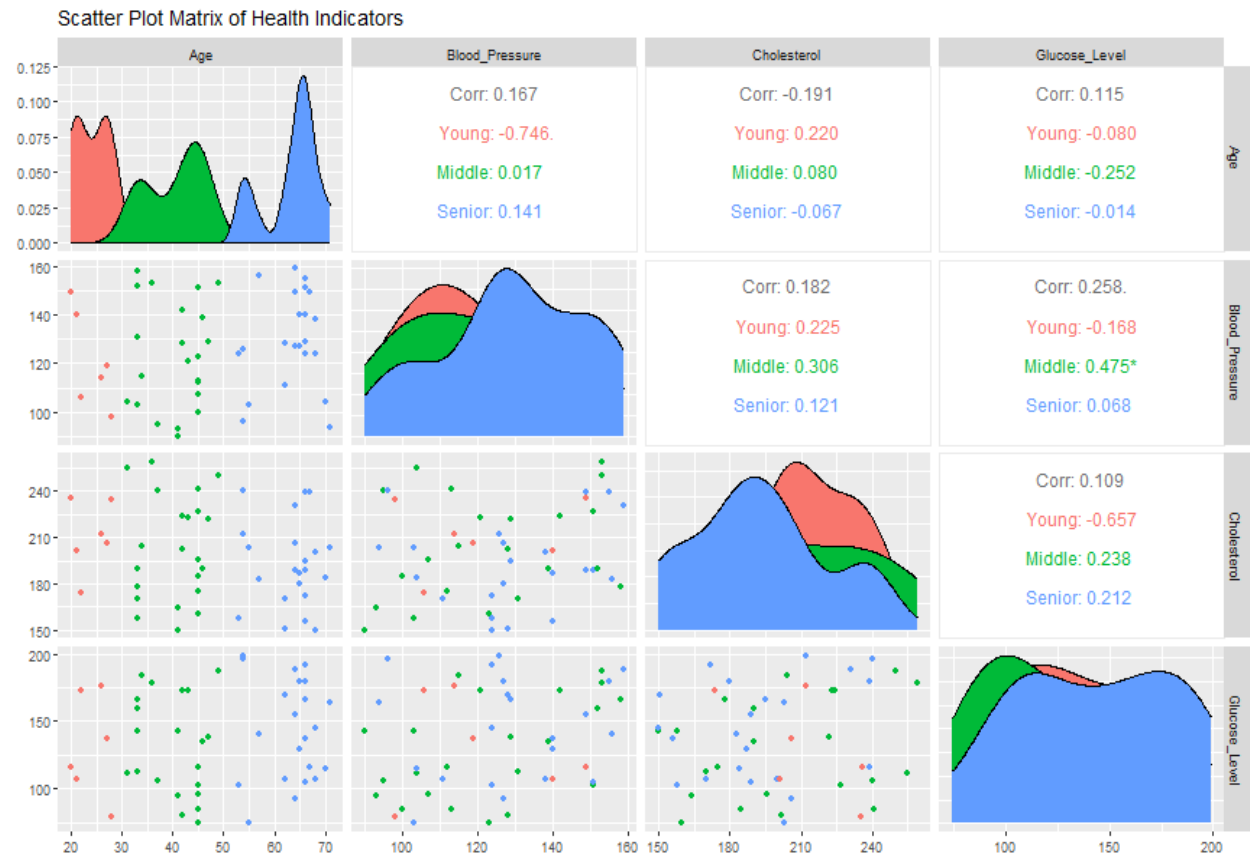 Scatter Plot Matrix of Health Indicators
Age Blood_Pressure Cholesterol Glucose_Level
0.125
0.100
0.075
0.050
0.025
0.000
Corr: 0.167
Young: -0.746.
Middle: 0.017
Senior: 0.141
Corr: -0.191
Young: 0.220
Middle: 0.080
Senior: -0.067
Corr: 0.115
Young: -0.080
Middle: -0.252
Senior: -0.014
Age
160
140
120
100
Corr: 0.182
Young: 0.225
Middle: 0.306
Senior: 0.121
Corr: 0.258.
Young: -0.168
Middle: 0.475*
Senior: 0.068
Blood_Pressure
240
210
180
150
Corr: 0.109
Young: -0.657
Middle: 0.238
Senior: 0.212
Cholesterol
200
150
100
Glucose_Level
20 30 40 50 60 70 100 120 140 160 150 180 210 240 100 150 200